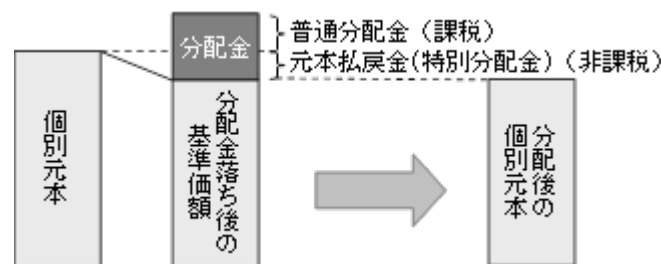 普通分配金(課税)
分配金
元本払戻金(特別分配金)(非課税)
個別元本
分配金落ち後の
基準価額
分配後の
個別元本